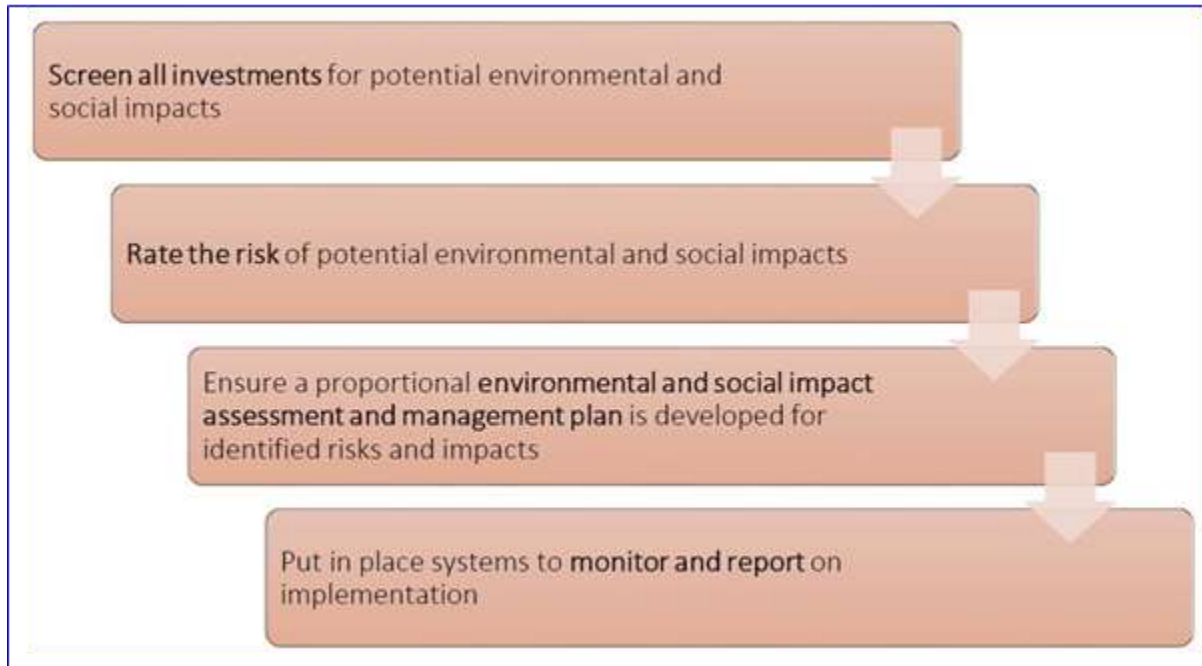 Screen all investments for potential environmental and
social impacts
Rate the risk of potential environmental and social impacts
Ensure a proportional environmental and social impact
assessment and management plan is developed for
identified risks and impacts
Put in place systems to monitor and report on
implementation